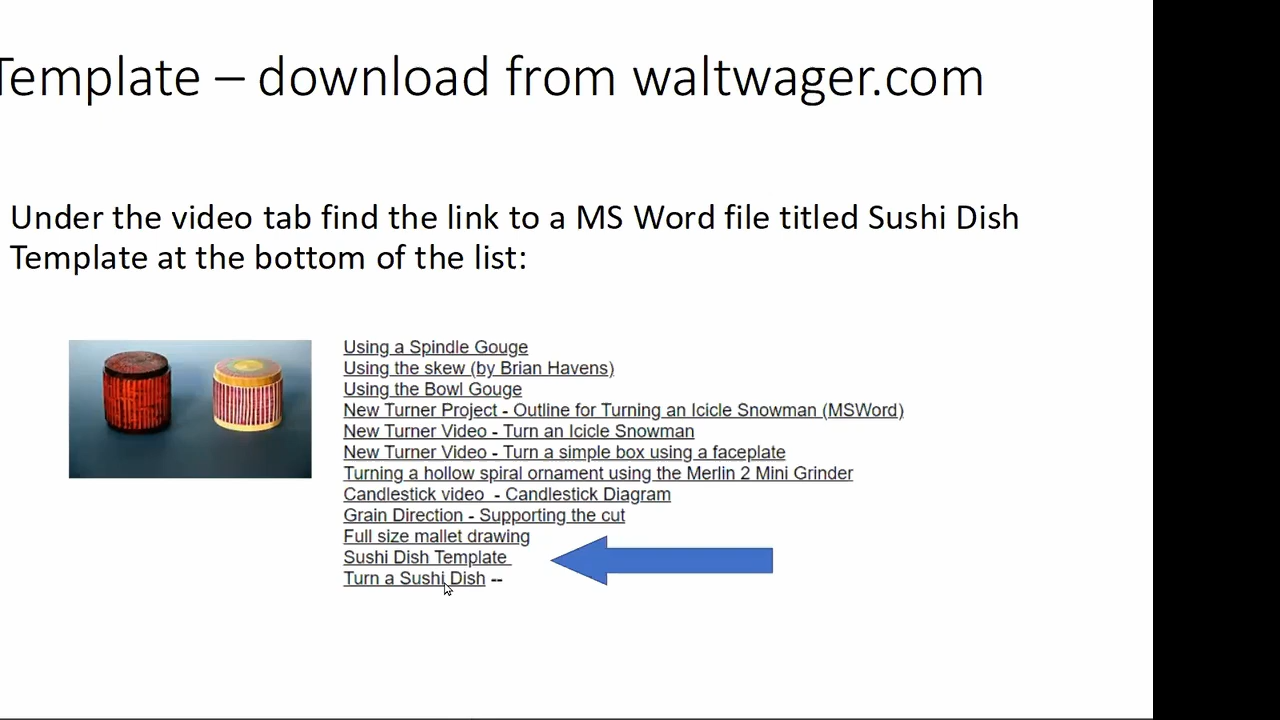 Template – download from waltwager.com
Under the video tab find the link to a MS Word file titled Sushi Dish
Template at the bottom of the list:
Using a Spindle Gouge
Using the skew (by Brian Havens)
Using the Bowl Gouge
New Turner Project - Outline for Turning an Icicle Snowman (MSWord)
New Turner Video - Turn an Icicle Snowman
New Turner Video - Turn a simple box using a faceplate
Turning a hollow spiral ornament using the Merlin 2 Mini Grinder
Candlestick video - Candlestick Diagram
Grain Direction - Supporting the cut
Full size mallet drawing
Sushi Dish Template
Turn a Sushi Dish --